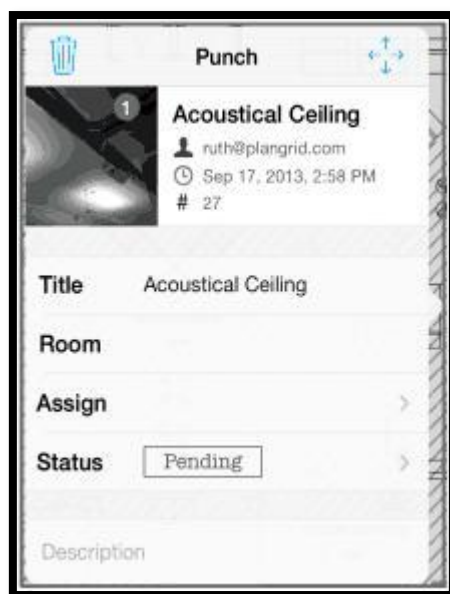 Punch
1
Acoustical Ceiling
ruth@plangrid.com
Sep 17, 2013, 2:58 PM
# 27
Title Acoustical Ceiling
Room
Assign
Status Pending
Description